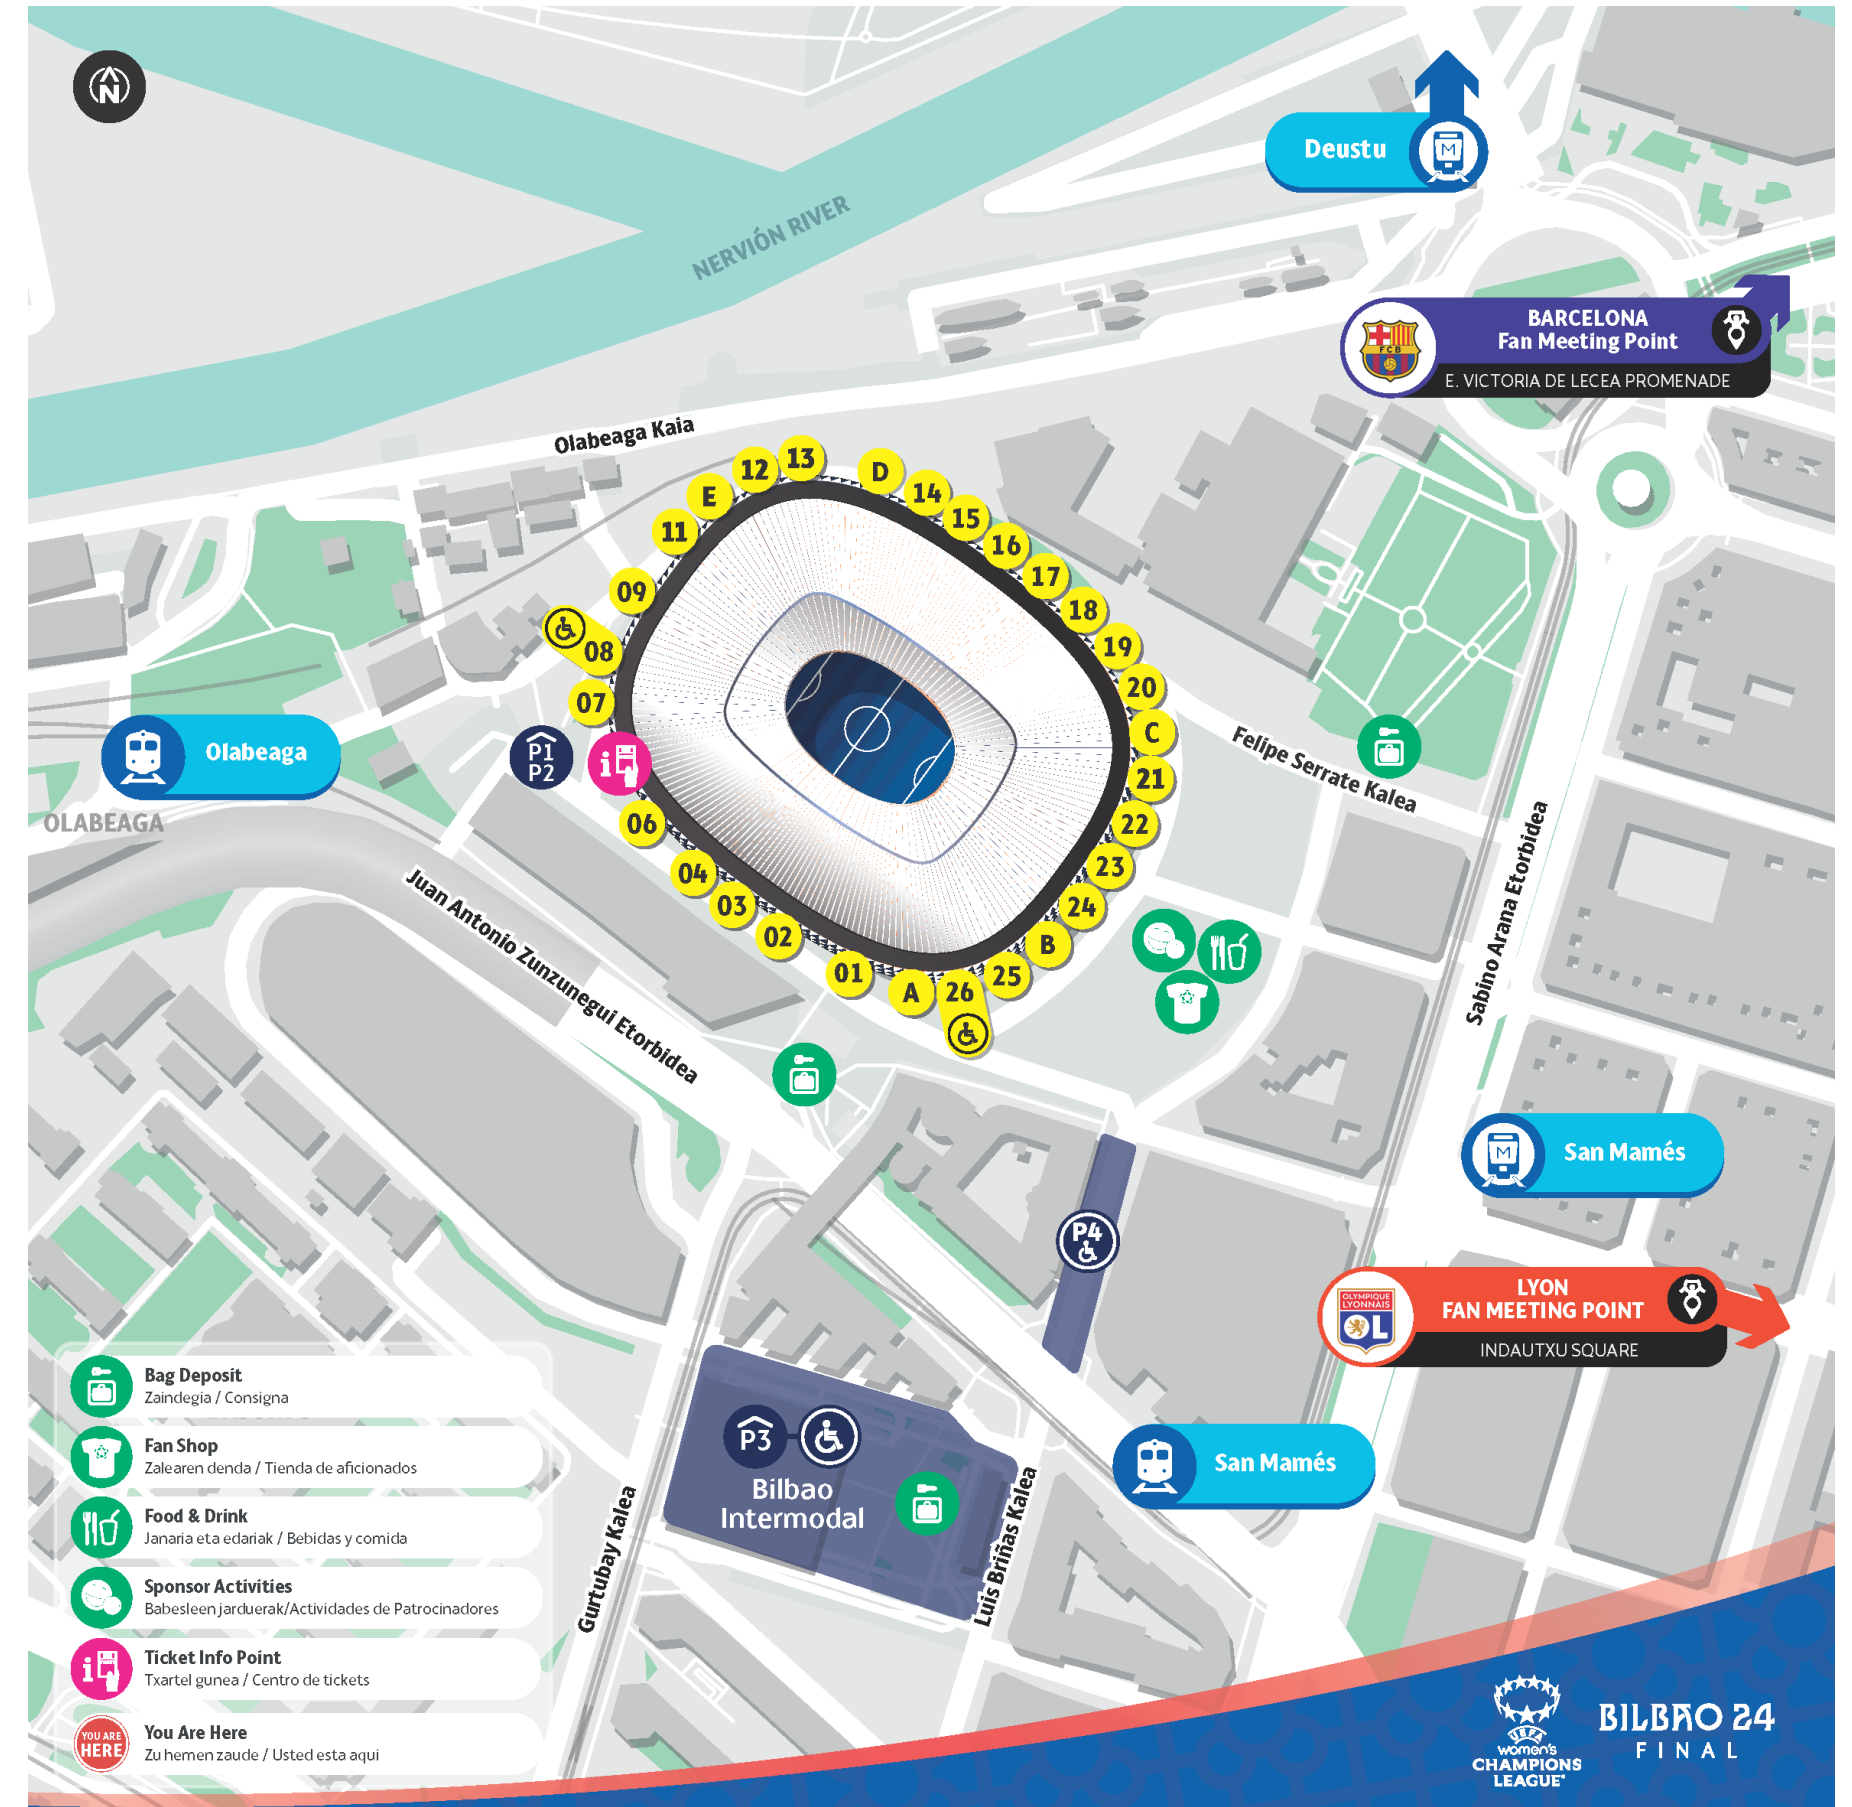 N
Deustu
M
NERVIÓN RIVER
BARCELONA
Fan Meeting Point
FCB
E. VICTORIA DE LECEA PROMENADE
Olabeaga Kaia
13
12
D
E
14
11
15
16
17
09
18
08
19
07
20
C
P1
P2
i
21
Felipe Serrate Kalea
Olabeaga
OLABEAGA
06
22
04
23
03
24
02
B
01
25
A
26
Juan Antonio Zunzunegui Etorbidea
Sabino Arana Etorbidea
M
San Mamés
P4
LYON
FAN MEETING POINT
OLYMPIQUE
LYONNAIS
OL
INDAUTXU SQUARE
P3
Bilbao
Intermodal
San Mamés
Gurtubay Kalea
Luis Briñas Kalea
Bag Deposit
Zaindegia / Consigna
Fan Shop
Zalearen denda / Tienda de aficionados
Food & Drink
Janaria eta edariak / Bebidas y comida
Sponsor Activities
Babesleen jarduerak/Actividades de Patrocinadores
i
Ticket Info Point
Txartel gunea / Centro de tickets
YOU ARE
HERE
You Are Here
Zu hemen zaude / Usted esta aqui
UEFA
women's
CHAMPIONS
LEAGUE
BILBAO 24
FINAL